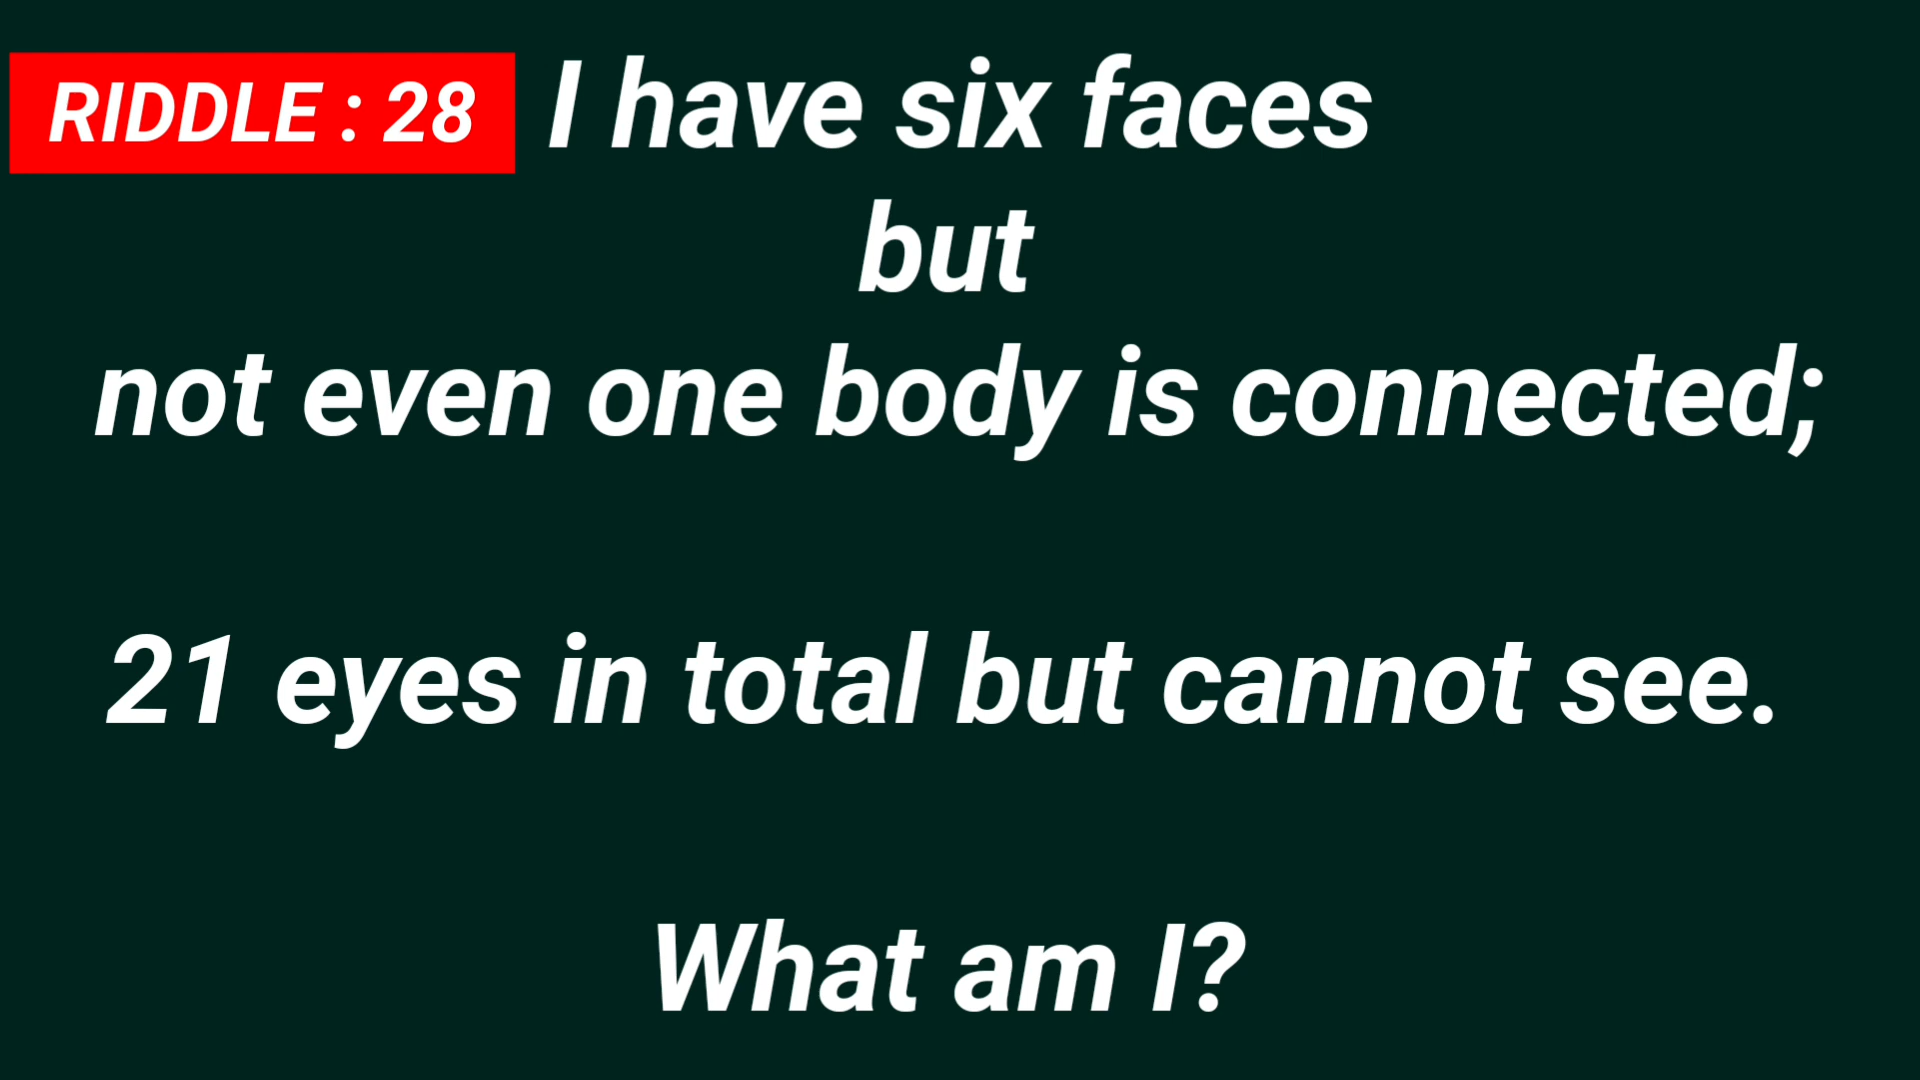 RIDDLE : 28
I have six faces
but
not even one body is connected;
21 eyes in total but cannot see.
What am I?